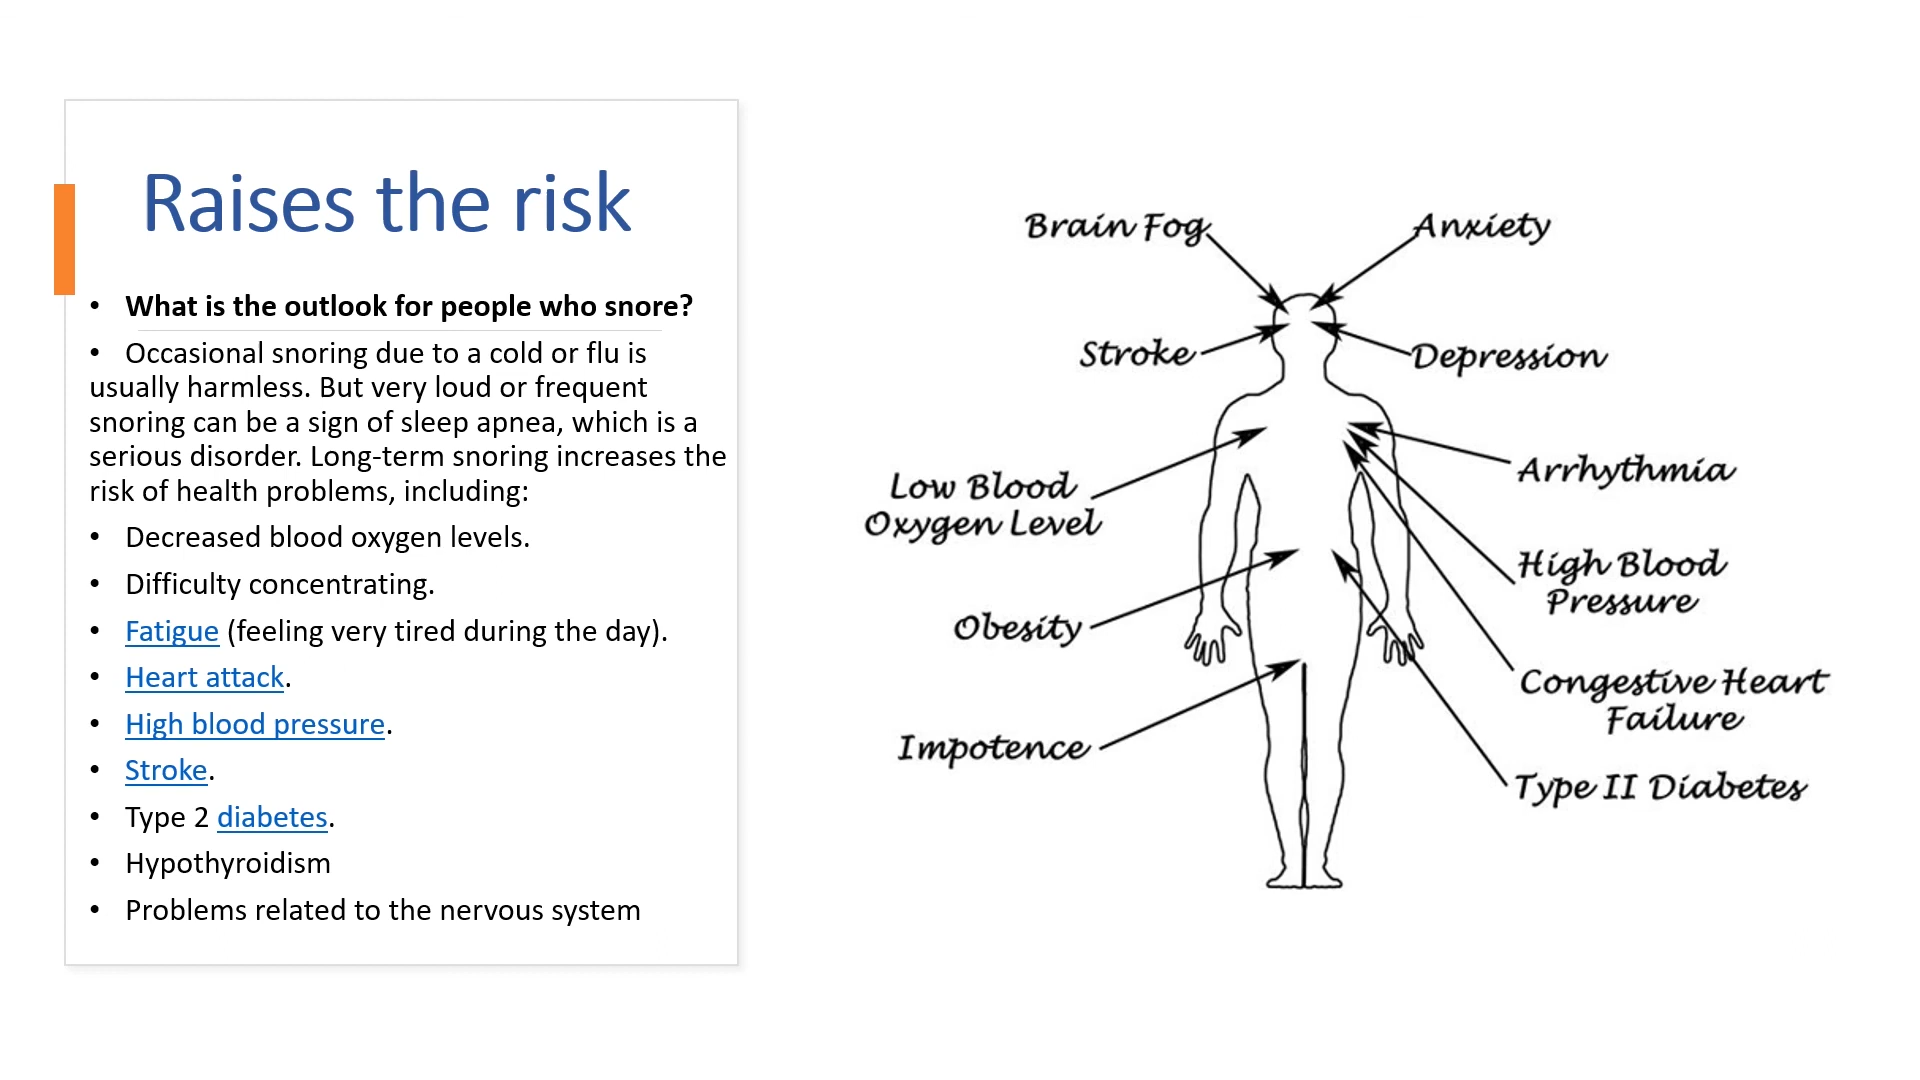 Raises the risk
• What is the outlook for people who snore?
• Occasional snoring due to a cold or flu is
usually harmless. But very loud or frequent
snoring can be a sign of sleep apnea, which is a
serious disorder. Long-term snoring increases the
risk of health problems, including:
• Decreased blood oxygen levels.
• Difficulty concentrating.
• Fatigue (feeling very tired during the day).
• Heart attack.
• High blood pressure.
• Stroke.
• Type 2 diabetes.
• Hypothyroidism
• Problems related to the nervous system
Brain Fog
Anxiety
Stroke
Depression
Low Blood
Oxygen Level
Arrhythmia
High Blood
Pressure
Obesity
Congestive Heart
Failure
Impotence
Type II Diabetes